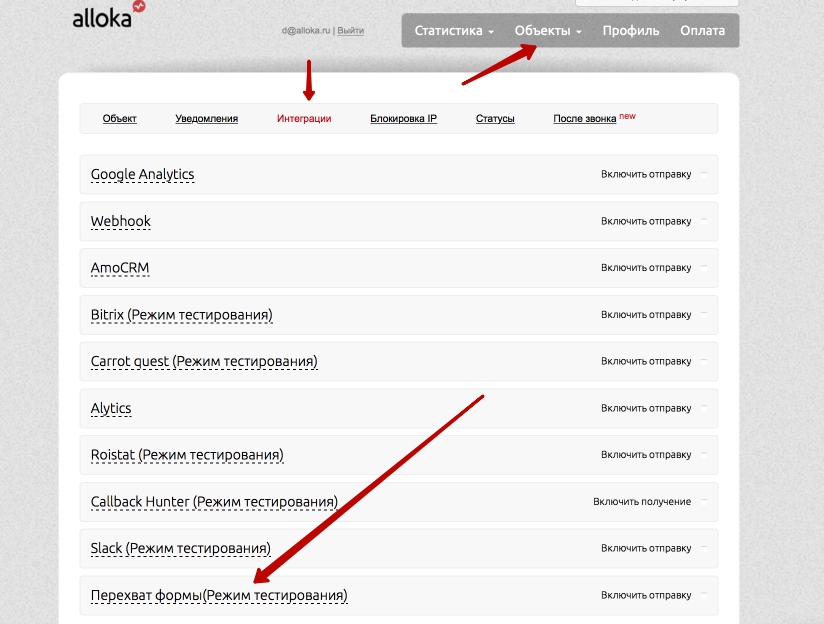 alloka
d@alloka.ru | Выйти
Статистика Объекты Профиль Оплата
Объект Уведомления Интеграции Блокировка IP Статусы После звонка new
Google Analytics Включить отправку
Webhook Включить отправку
AmoCRM Включить отправку
Bitrix (Режим тестирования) Включить отправку
Carrot quest (Режим тестирования) Включить отправку
Alytics Включить отправку
Roistat (Режим тестирования) Включить отправку
Callback Hunter (Режим тестирования) Включить получение
Slack (Режим тестирования) Включить отправку
Перехват формы(Режим тестирования) Включить отправку